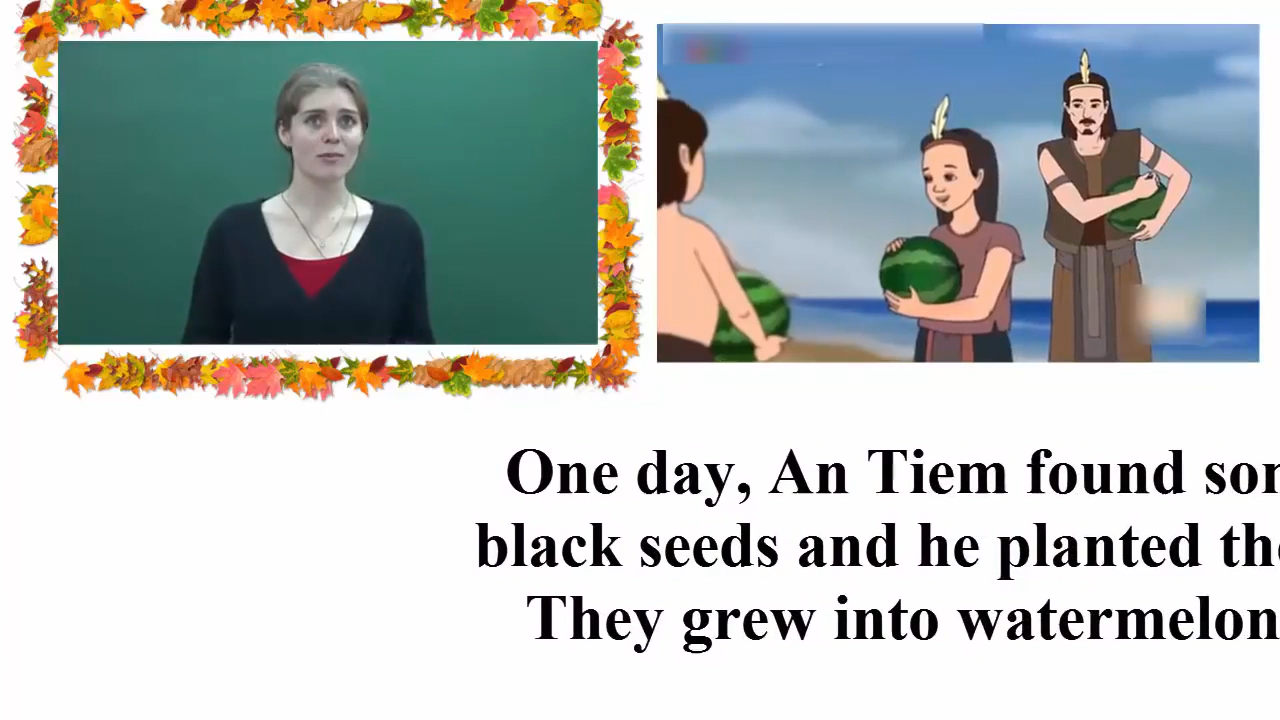 One day, An Tiem found
black seeds and he planted
They grew into watermelon